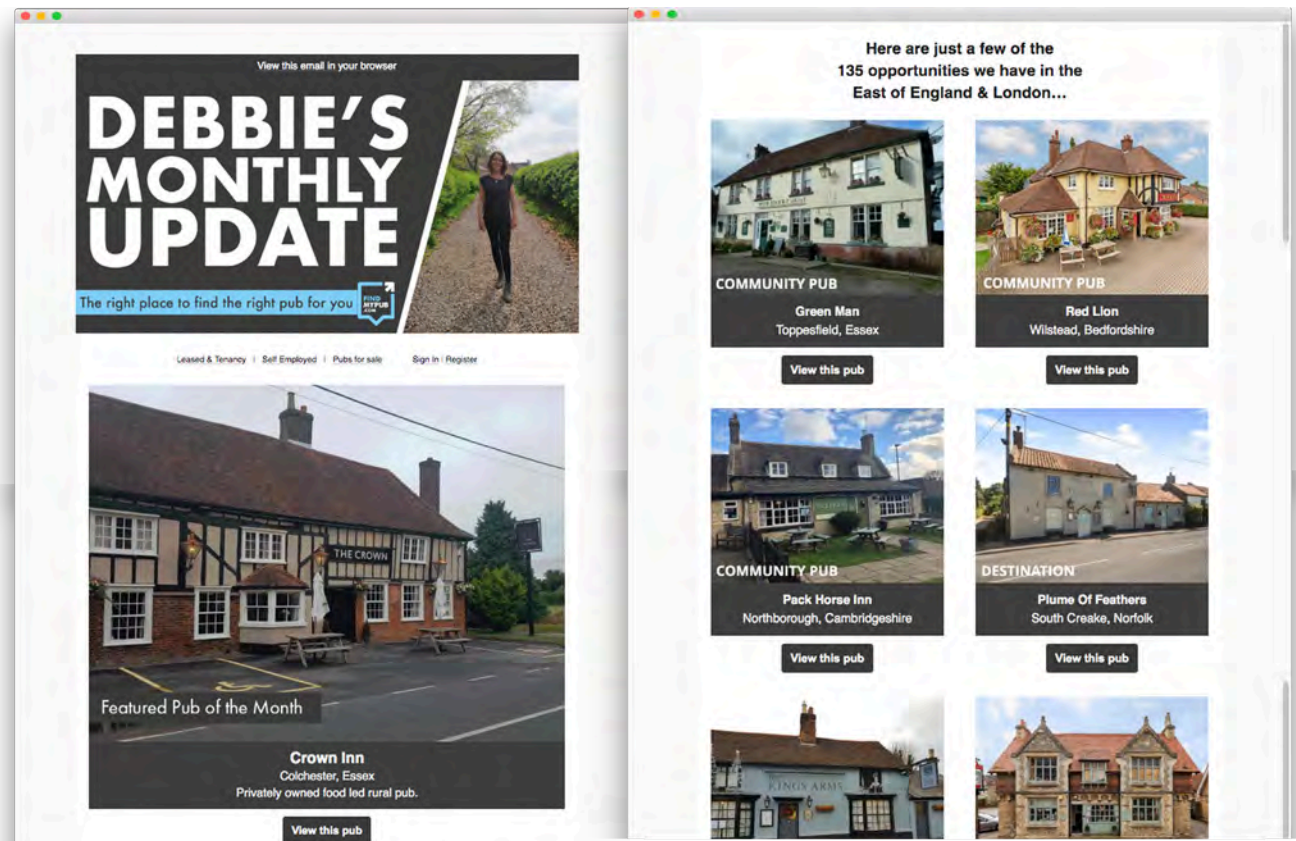 View this email in your browser
DEBBIE'S
MONTHLY
UPDATE
The right place to find the right pub for you
FIND
MYPUB
.COM
Leased & Tenancy | Self Employed | Pubs for sale Sign In | Register
THE CROWN
Featured Pub of the Month
Crown Inn
Colchester, Essex
Privately owned food led rural pub.
View this pub
Here are just a few of the
135 opportunities we have in the
East of England & London...
COMMUNITY PUB
Green Man
Toppesfield, Essex
View this pub
COMMUNITY PUB
Red Lion
Wilstead, Bedfordshire
View this pub
COMMUNITY PUB
Pack Horse Inn
Northborough, Cambridgeshire
View this pub
DESTINATION
Plume Of Feathers
South Creake, Norfolk
View this pub
KINGS ARMS